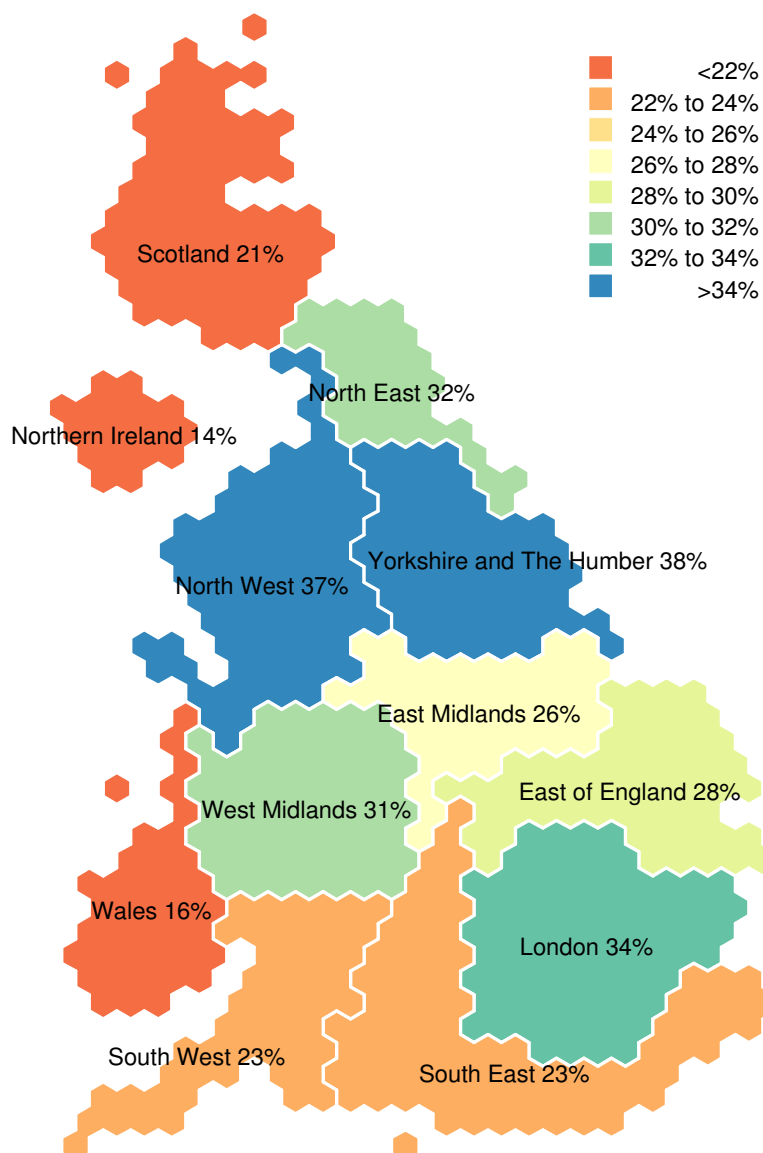 <22%
22% to 24%
24% to 26%
26% to 28%
28% to 30%
30% to 32%
32% to 34%
>34%
Scotland 21%
North East 32%
Northern Ireland 14%
Yorkshire and The Humber 38%
North West 37%
East Midlands 26%
East of England 28%
West Midlands 31%
Wales 16%
London 34%
South West 23%
South East 23%